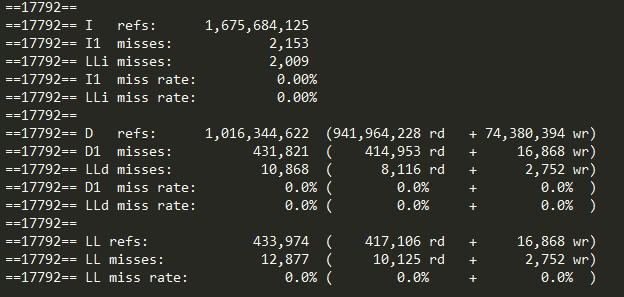 ==17792==
==17792== I   refs:      1,675,684,125
==17792== I1  misses:            2,153
==17792== LLi misses:            2,009
==17792== I1  miss rate:          0.00%
==17792== LLi miss rate:          0.00%
==17792==
==17792== D   refs:      1,016,344,622  (941,964,228 rd   + 74,380,394 wr)
==17792== D1  misses:          431,821  (    414,953 rd   +     16,868 wr)
==17792== LLd misses:           10,868  (      8,116 rd   +      2,752 wr)
==17792== D1  miss rate:           0.0% (        0.0%     +        0.0%  )
==17792== LLd miss rate:           0.0% (        0.0%     +        0.0%  )
==17792==
==17792== LL refs:             433,974  (    417,106 rd   +     16,868 wr)
==17792== LL misses:            12,877  (     10,125 rd   +      2,752 wr)
==17792== LL miss rate:            0.0% (        0.0%     +        0.0%  )